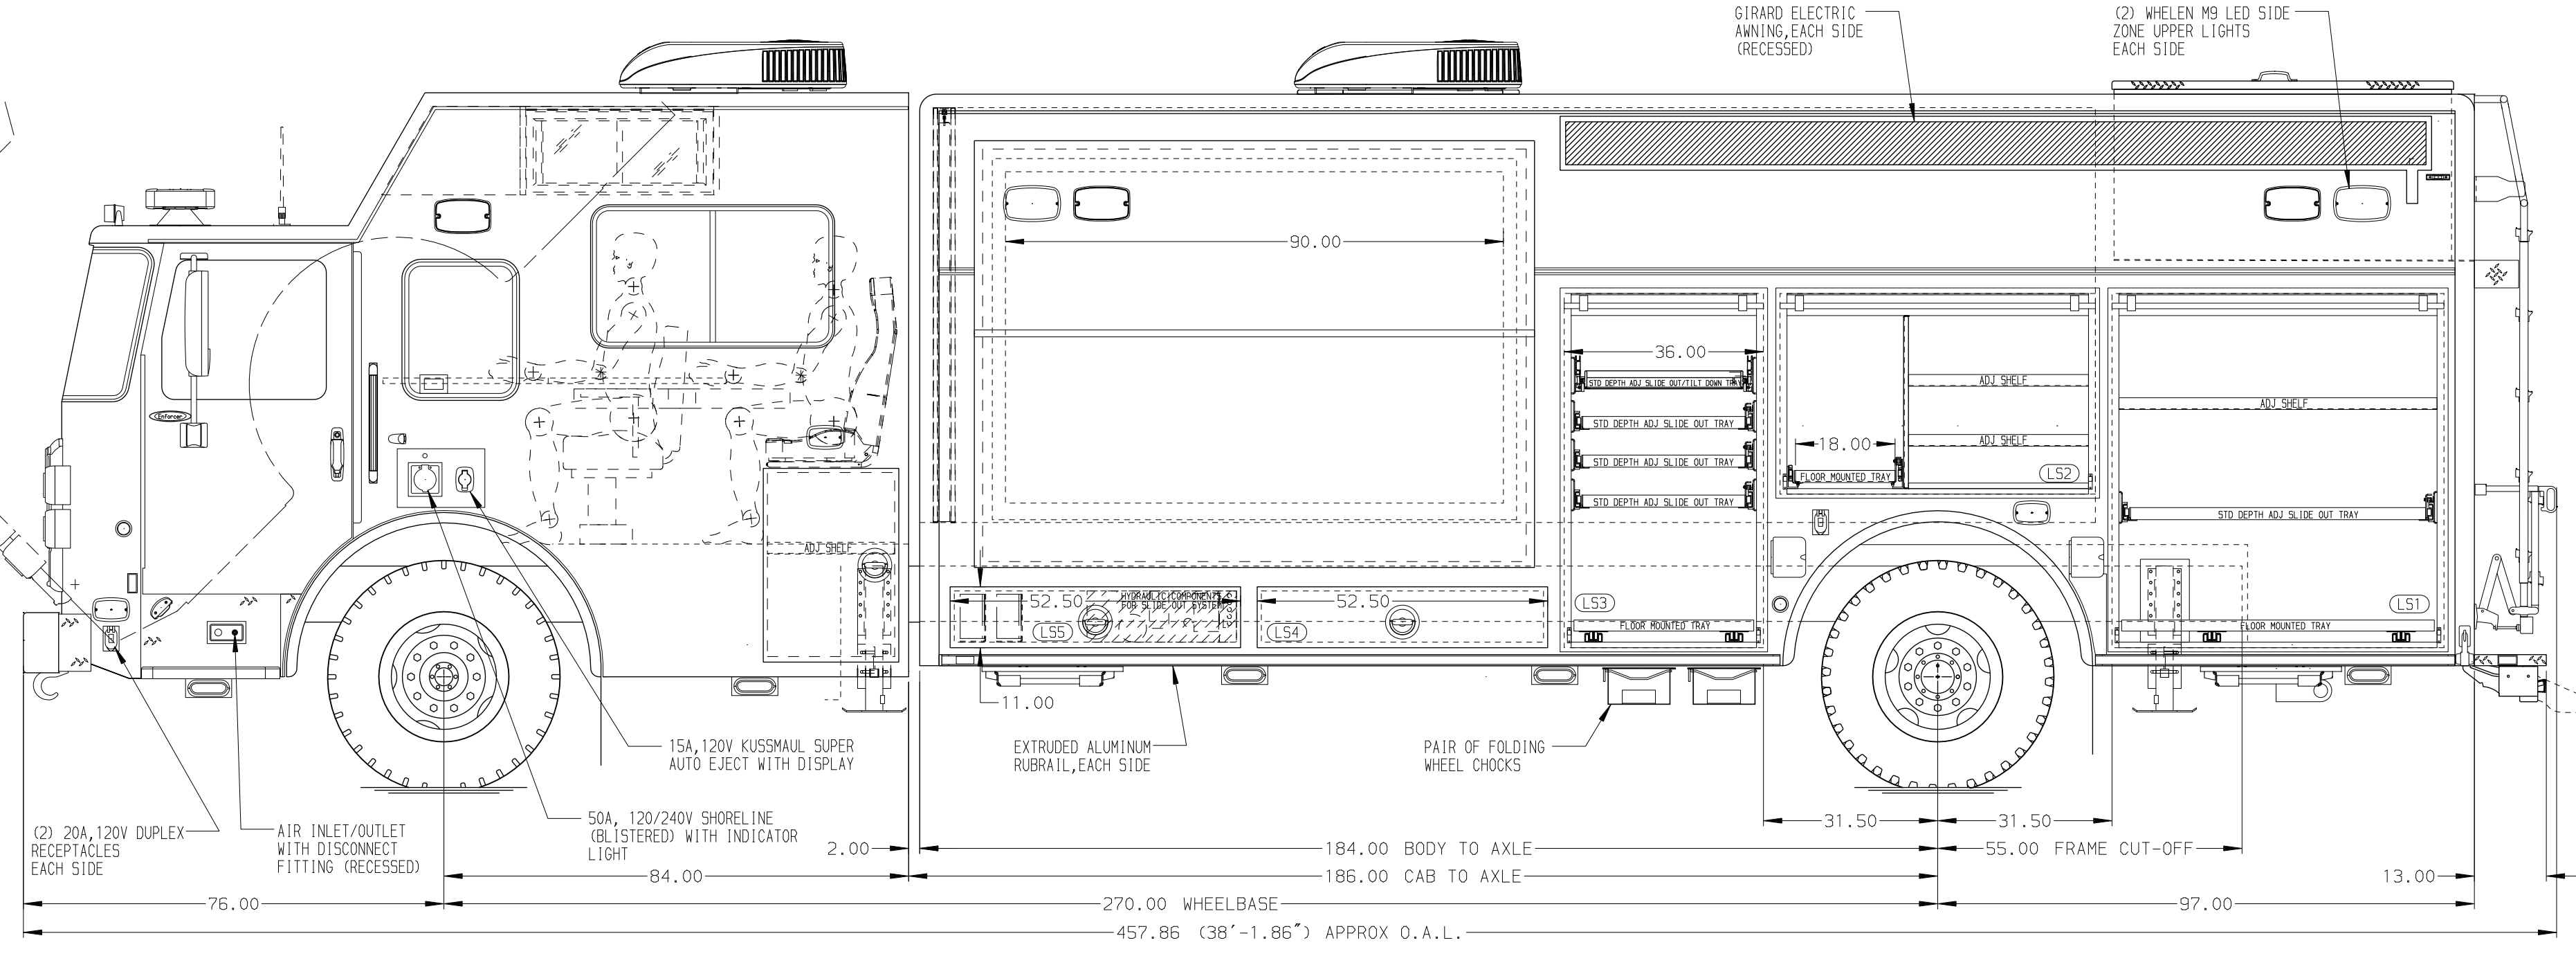 GIRARD ELECTRIC
AWNING,EACH SIDE
(RECESSED)
(2) WHELEN M9 LED SIDE
ZONE UPPER LIGHTS
EACH SIDE
90.00
36.00
STD DEPTH ADJ SLIDE OUT/TILT DOWN TRAY
STD DEPTH ADJ SLIDE OUT TRAY
STD DEPTH ADJ SLIDE OUT TRAY
STD DEPTH ADJ SLIDE OUT TRAY
LS3
FLOOR MOUNTED TRAY
ADJ SHELF
ADJ SHELF
18.00
FLOOR MOUNTED TRAY
LS2
ADJ SHELF
STD DEPTH ADJ SLIDE OUT TRAY
LS1
FLOOR MOUNTED TRAY
Enforcer
ADJ SHELF
52.50
HYDRAULIC COMPONENTS
FOR SLIDE OUT SYSTEM
LS5
52.50
LS4
11.00
15A,120V KUSSMAUL SUPER
AUTO EJECT WITH DISPLAY
EXTRUDED ALUMINUM
RUBRAIL,EACH SIDE
PAIR OF FOLDING
WHEEL CHOCKS
(2) 20A,120V DUPLEX
RECEPTACLES
EACH SIDE
AIR INLET/OUTLET
WITH DISCONNECT
FITTING (RECESSED)
50A, 120/240V SHORELINE
(BLISTERED) WITH INDICATOR
LIGHT
31.50
31.50
2.00
184.00 BODY TO AXLE
55.00 FRAME CUT-OFF
84.00
186.00 CAB TO AXLE
13.00
76.00
270.00 WHEELBASE
97.00
457.86 (38'-1.86") APPROX O.A.L.